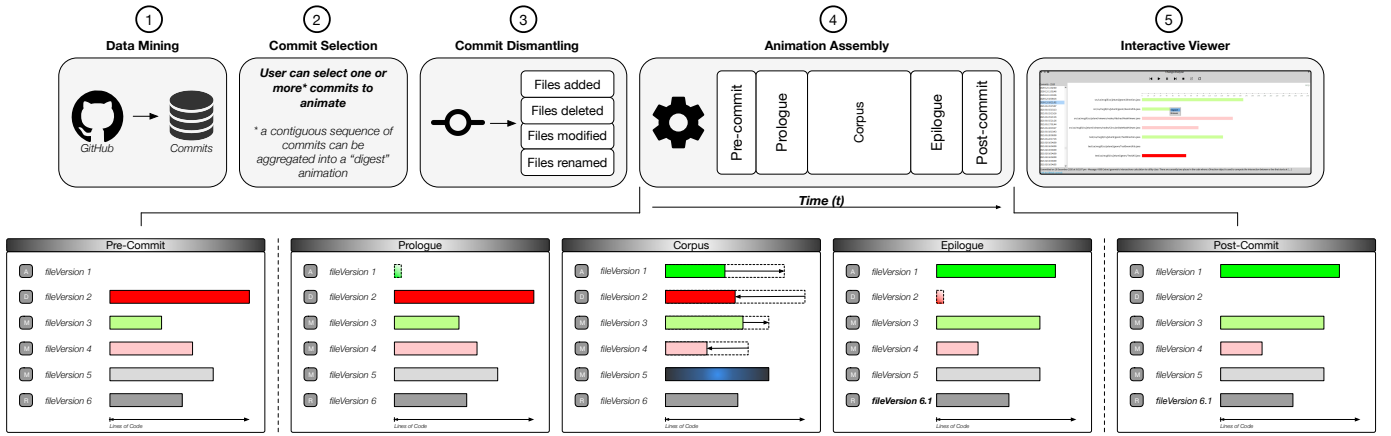 1
Data Mining
GitHub
Commits
2
Commit Selection
User can select one or
more* commits to
animate
* a contiguous sequence of
commits can be
aggregated into a “digest”
animation
3
Commit Dismantling
Files added
Files deleted
Files modified
Files renamed
4
Animation Assembly
Pre-commit
Prologue
Corpus
Epilogue
Post-commit
Time (t)
5
Interactive Viewer
Pre-Commit
A fileVersion 1
D fileVersion 2
M fileVersion 3
M fileVersion 4
M fileVersion 5
R fileVersion 6
Lines of Code
Prologue
A fileVersion 1
D fileVersion 2
M fileVersion 3
M fileVersion 4
M fileVersion 5
R fileVersion 6
Lines of Code
Corpus
A fileVersion 1
D fileVersion 2
M fileVersion 3
M fileVersion 4
M fileVersion 5
R fileVersion 6
Lines of Code
Epilogue
A fileVersion 1
D fileVersion 2
M fileVersion 3
M fileVersion 4
M fileVersion 5
R fileVersion 6.1
Lines of Code
Post-Commit
A fileVersion 1
D fileVersion 2
M fileVersion 3
M fileVersion 4
M fileVersion 5
R fileVersion 6.1
Lines of Code